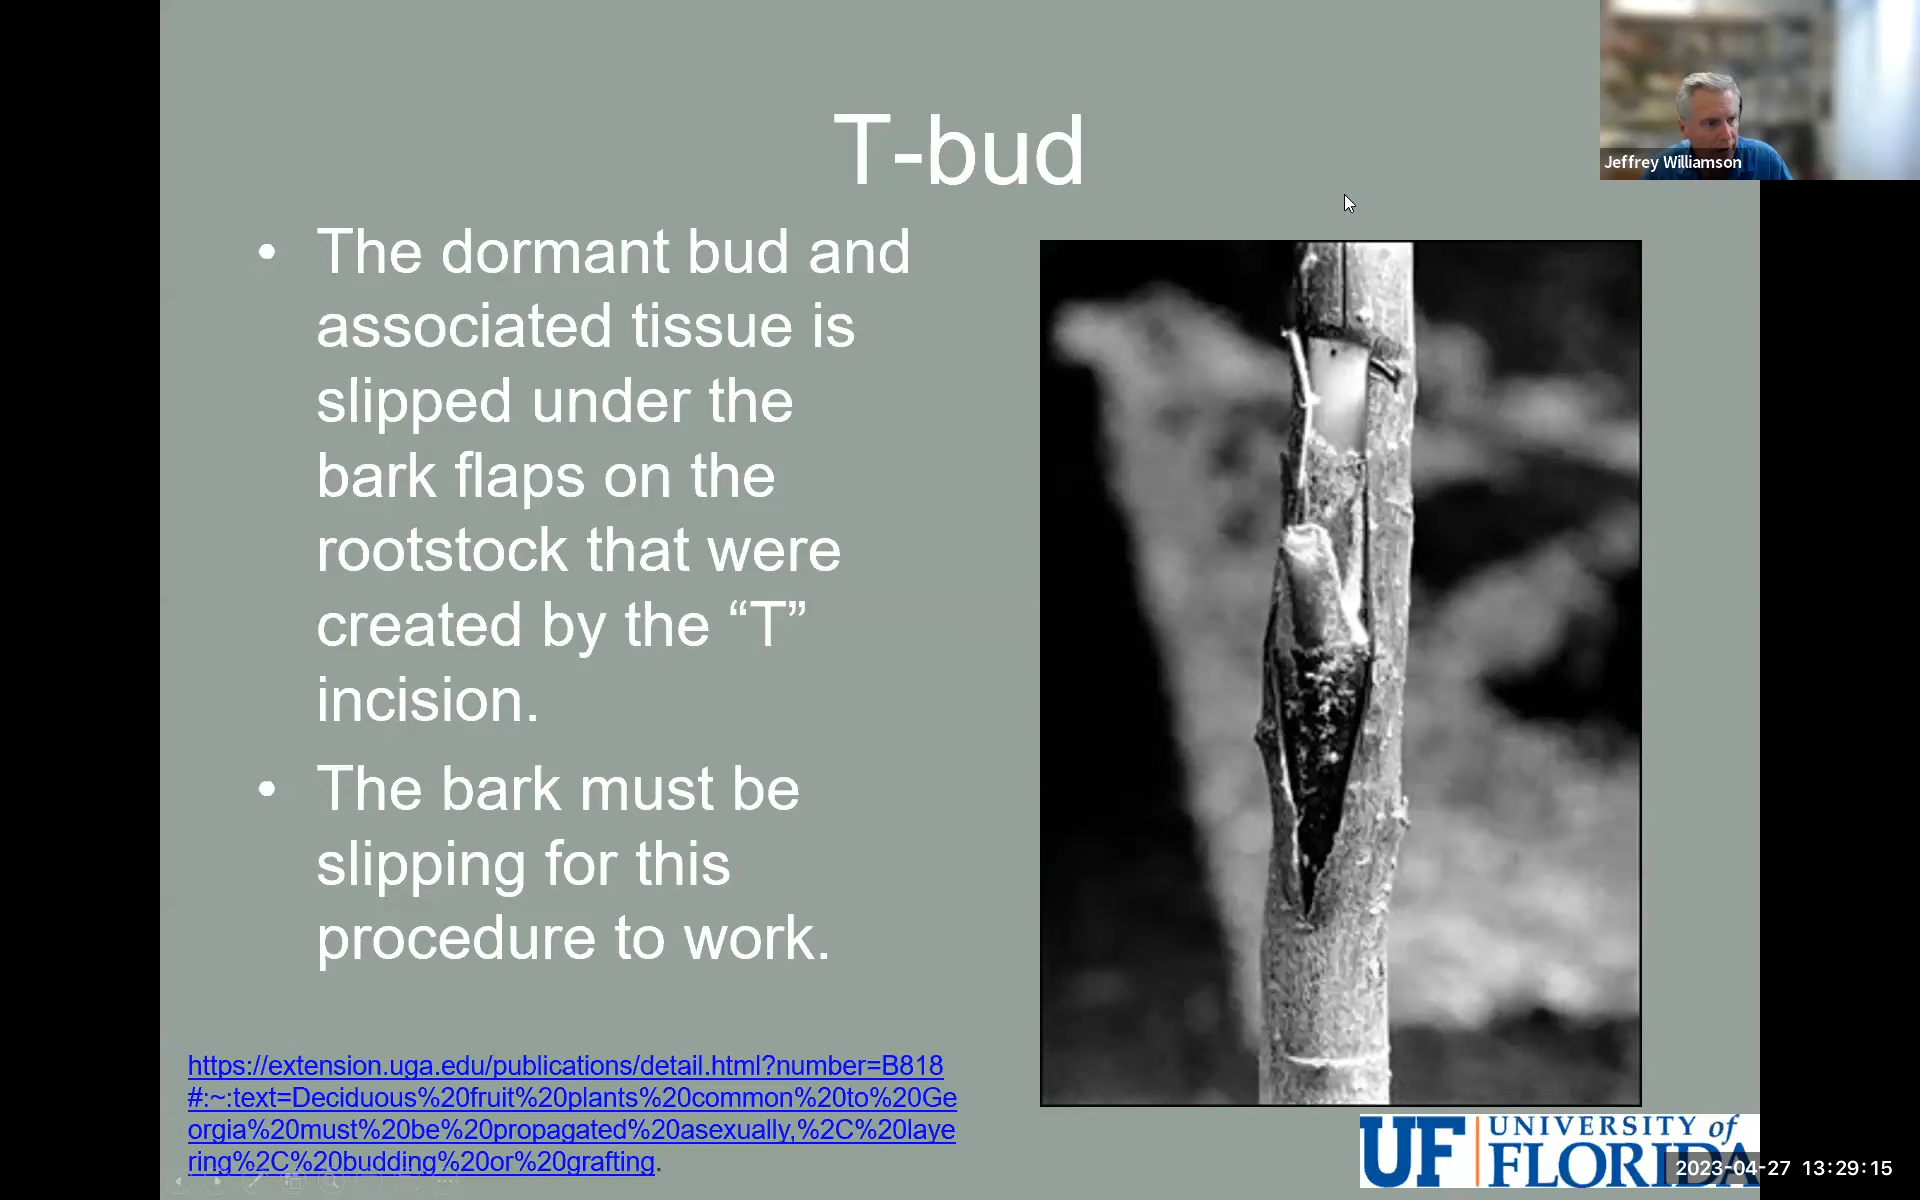 T-bud
Jeffrey Williamson
• The dormant bud and
associated tissue is
slipped under the
bark flaps on the
rootstock that were
created by the “T”
incision.
• The bark must be
slipping for this
procedure to work.
https://extension.uga.edu/publications/detail.html?number=B818
#:~:text=Deciduous%20fruit%20plants%20common%20to%20Ge
orgia%20must%20be%20propagated%20asexually,%2C%20laye
ring%2C%20budding%20or%20grafting.
UF UNIVERSITY of
FLORIDA
2023-04-27 13:29:15